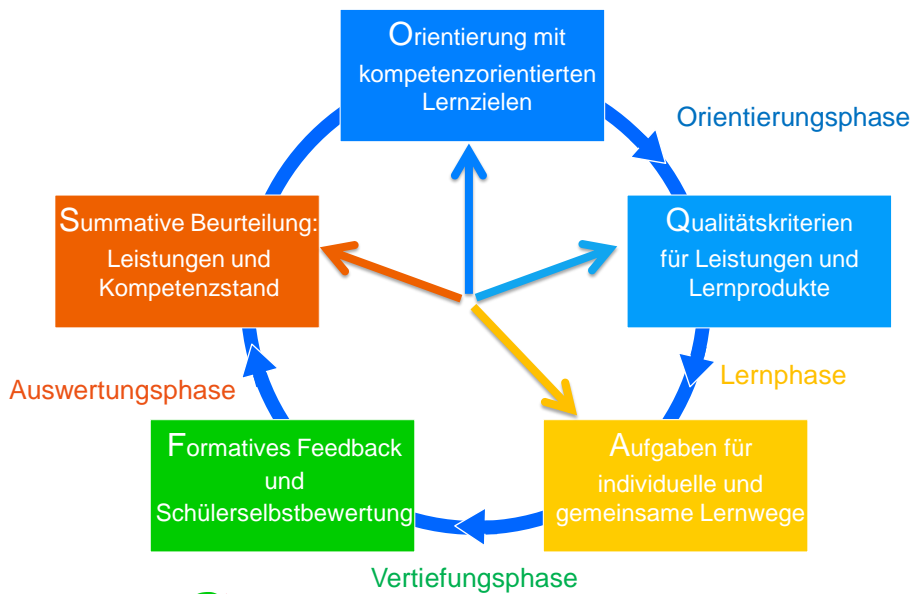 Orientierung mit
kompetenzorientierten
Lernzielen
Orientierungsphase
Summative Beurteilung:
Leistungen und
Kompetenzstand
Qualitätskriterien
für Leistungen und
Lernprodukte
Auswertungsphase
Lernphase
Formatives Feedback
und
Schülerselbstbewertung
Aufgaben für
individuelle und
gemeinsame Lernwege
Vertiefungsphase